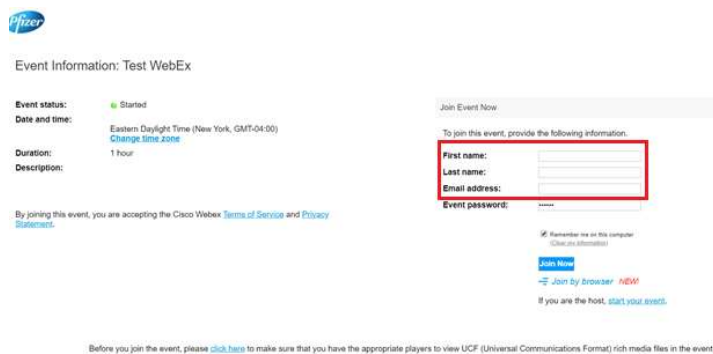 Pfizer
Event Information: Test WebEx
Event status: Started
Date and time:
Eastern Daylight Time (New York, GMT-04:00)
Change time zone
Duration: 1 hour
Description:
By joining this event, you are accepting the Cisco Webex Terms of Service and Privacy
Statement.
Join Event Now
To join this event, provide the following information.
First name:
Last name:
Email address:
Event password: ••••••
Remember me on this computer
(Clear my information)
Join Now
Join by browser NEW!
If you are the host, start your event.
Before you join the event, please click here to make sure that you have the appropriate players to view UCF (Universal Communications Format) rich media files in the event